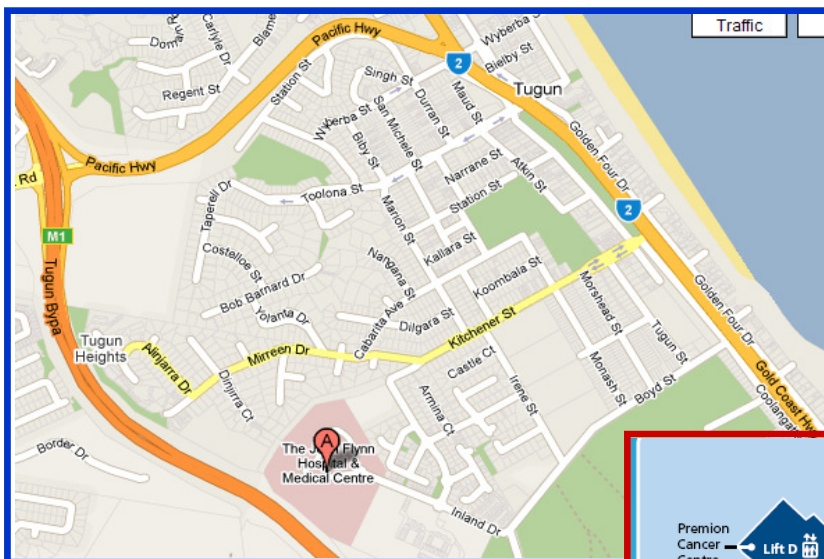 Traffic
Pacific Hwy
Wyberba St
Bielby St
Carlyle Dr
Regent St
Station St
Singh St
2
Tugun
San Michele St
Durran St
Maud St
Wyberba St
Biby St
Pacific Hwy
Rd
Narrane St
Atkin St
Golden Four Dr
Taperell Dr
Toolona St
Station St
2
M1
Marion St
Kallara St
Costelloe St
Nangana St
Tugun Bypa
Bob Barnard Dr
Koombala St
Morshead St
Golden Four Dr
Yolanta Dr
Cabarita Ave
Dilgara St
Kitchener St
Tugun St
Tugun
Heights
Alinjarra Dr
Mirreen Dr
Castle Ct
Monash St
Boyd St
Gold Coast Hw
Coolangat
Dinjirra Ct
Armina Ct
Irene St
Border Dr
A
The John Flynn
Hospital &
Medical Centre
Inland Dr
Premion
Cancer
Centre
Lift D